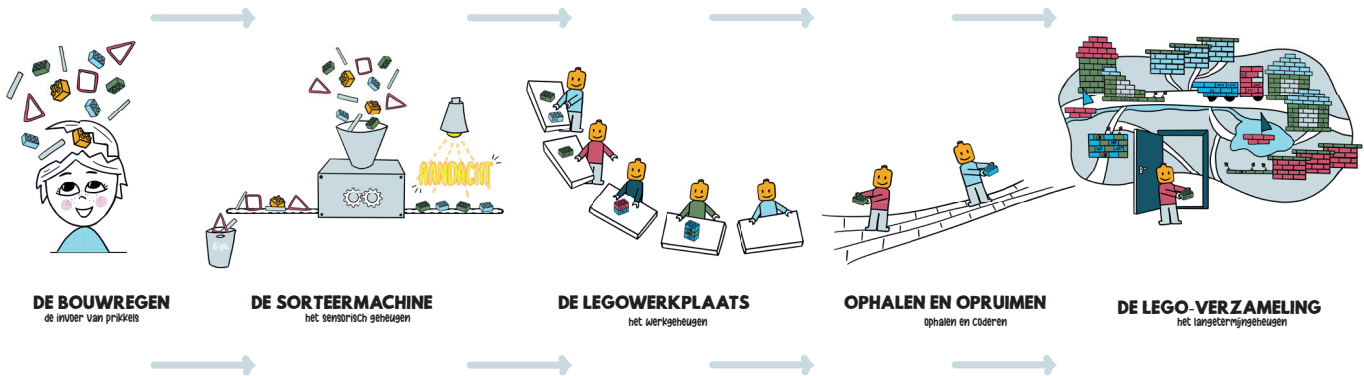 AANDACHT
AFVAL
DE BOUWREGEN
de invoer van prikkels
DE SORTEERMACHINE
het sensorisch geheugen
DE LEGOWERKPLAATS
het werkgeheugen
OPHALEN EN OPRUIMEN
ophalen en coderen
DE LEGO-VERZAMELING
het langetermijngeheugen